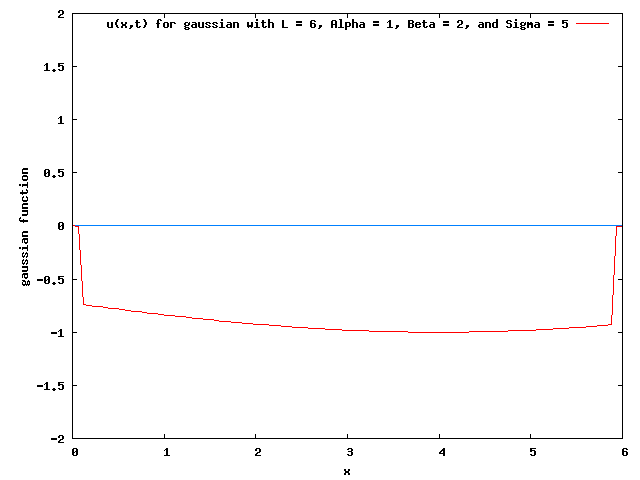 2
u(x,t) for gaussian with L = 6, Alpha = 1, Beta = 2, and Sigma = 5
1.5
1
0.5
0
-0.5
-1
-1.5
-2
gaussian function
0 1 2 3 4 5 6
x